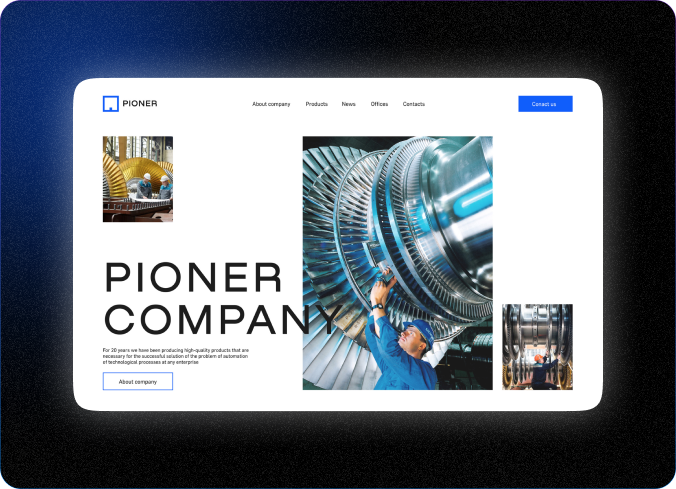 PIONER
About company
Products
News
Offices
Contacts
Conact us
PIONER
COMPANY
For 30 years we have been producing high-quality products that are
necessary for the successful solution of the problem of automation
of technological processes at any enterprise
About company